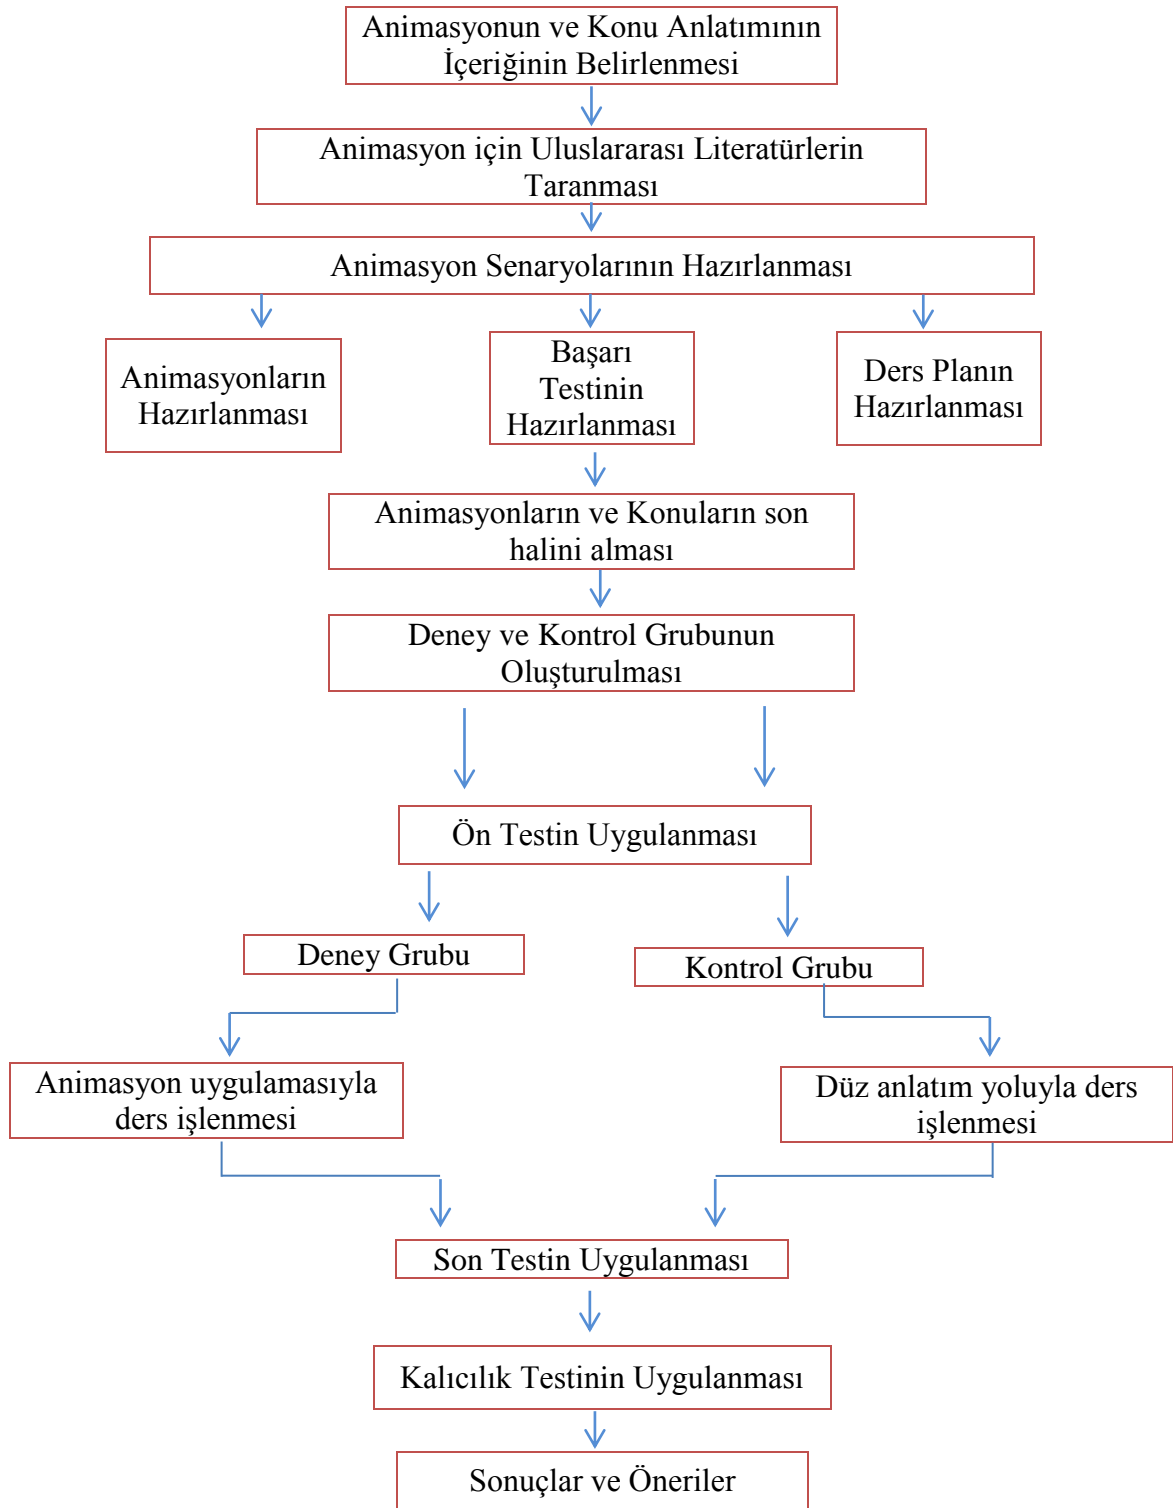 Animasyonun ve Konu Anlatımının
İçeriğinin Belirlenmesi
Animasyon için Uluslararası Literatürlerin
Taranması
Animasyon Senaryolarının Hazırlanması
Animasyonların
Hazırlanması
Başarı
Testinin
Hazırlanması
Ders Planın
Hazırlanması
Animasyonların ve Konuların son
halini alması
Deney ve Kontrol Grubunun
Oluşturulması
Ön Testin Uygulanması
Deney Grubu
Kontrol Grubu
Animasyon uygulamasıyla
ders işlenmesi
Düz anlatım yoluyla ders
işlenmesi
Son Testin Uygulanması
Kalıcılık Testinin Uygulanması
Sonuçlar ve Öneriler